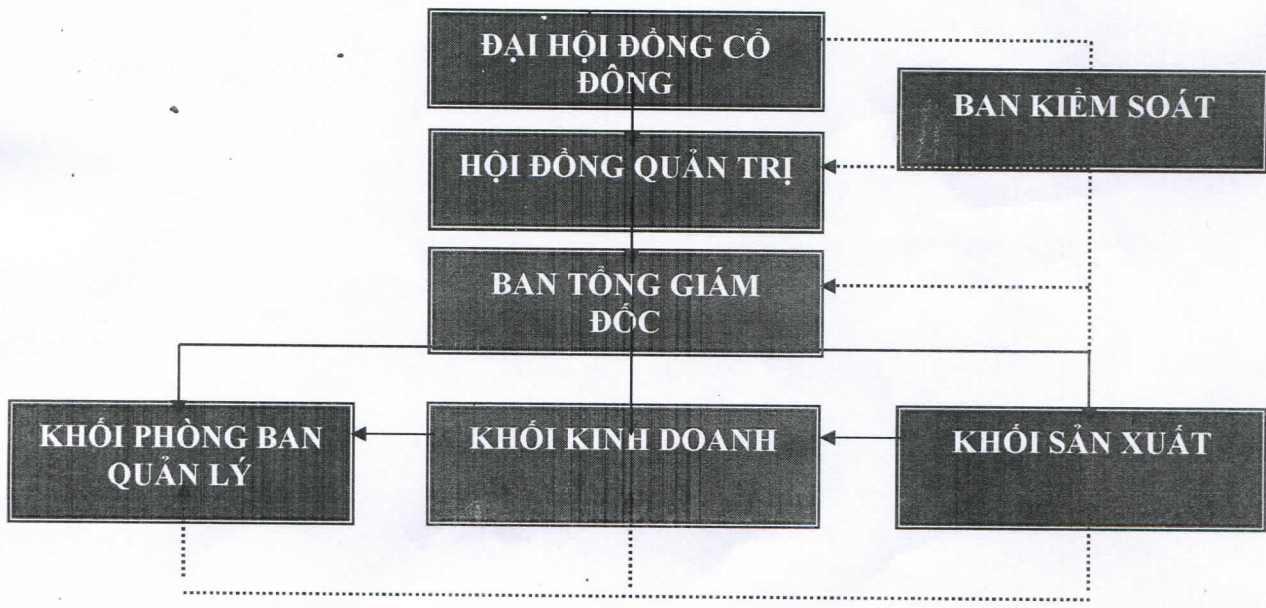 ĐẠI HỘI ĐỒNG CỔ
ĐÔNG
BAN KIỂM SOÁT
HỘI ĐỒNG QUẢN TRỊ
BAN TỔNG GIÁM
ĐỐC
KHỐI PHÒNG BAN
QUẢN LÝ
KHỐI KINH DOANH
KHỐI SẢN XUẤT